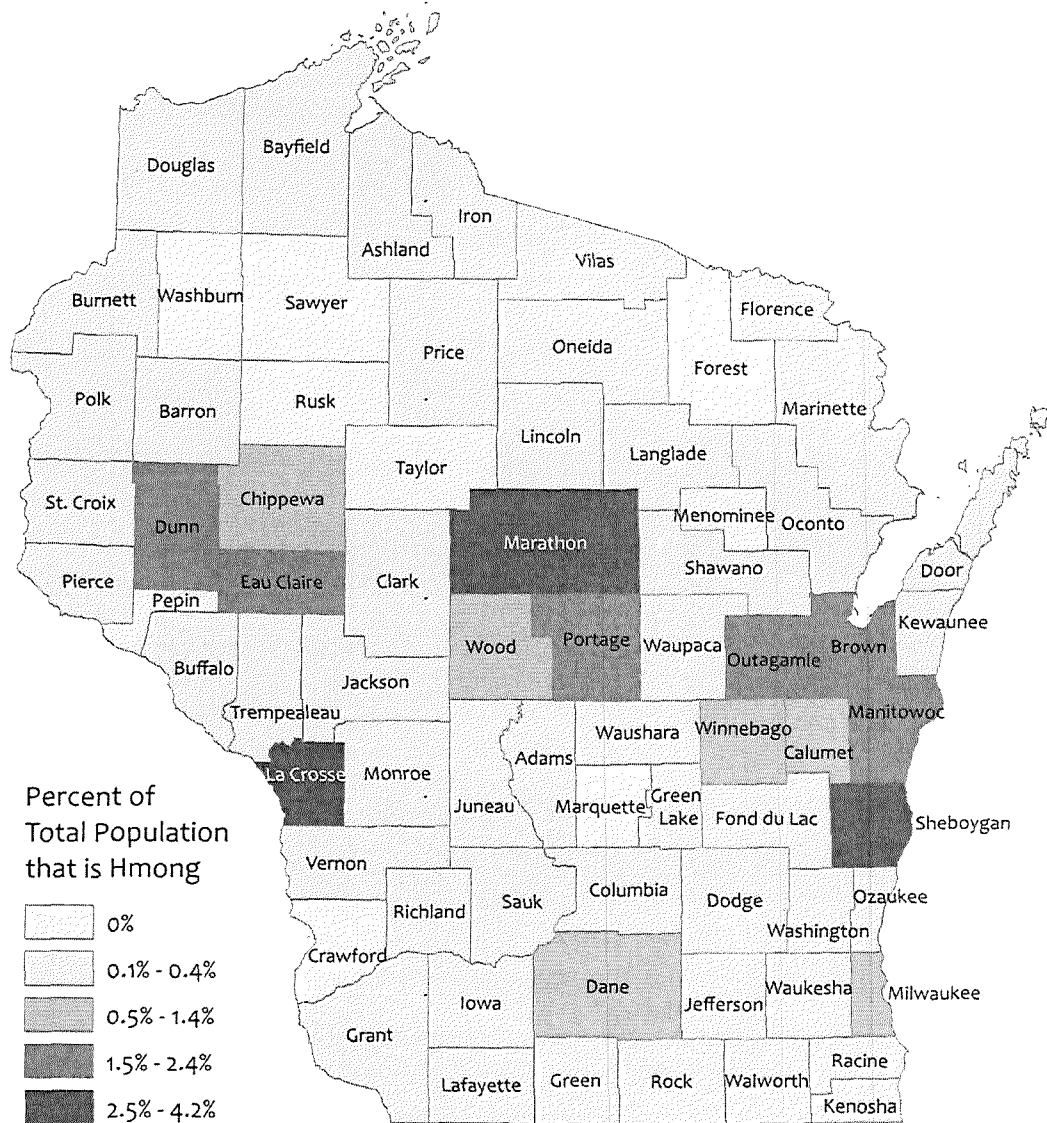 Douglas
Bayfield
Iron
Ashland
Vilas
Burnett
Washburn
Sawyer
Florence
Price
Oneida
Forest
Polk
Barron
Rusk
Marinette
Lincoln
Langlade
Taylor
St. Croix
Chippewa
Dunn
Menominee
Oconto
Marathon
Shawano
Clark
Door
Pierce
Eau Claire
Pepin
Kewaunee
Wood
Portage
Waupaca
Brown
Outagamie
Buffalo
Jackson
Trempealeau
Manitowoc
Winnebago
Waushara
Calumet
Adams
La Crosse
Monroe
Juneau
Marquette
Green
Lake
Fond du Lac
Sheboygan
Percent of
Total Population
that is Hmong
0%
0.1% - 0.4%
0.5% - 1.4%
1.5% - 2.4%
2.5% - 4.2%
Vernon
Richland
Sauk
Columbia
Dodge
Ozaukee
Washington
Crawford
Dane
Iowa
Jefferson
Waukesha
Milwaukee
Grant
Lafayette
Green
Rock
Walworth
Racine
Kenosha